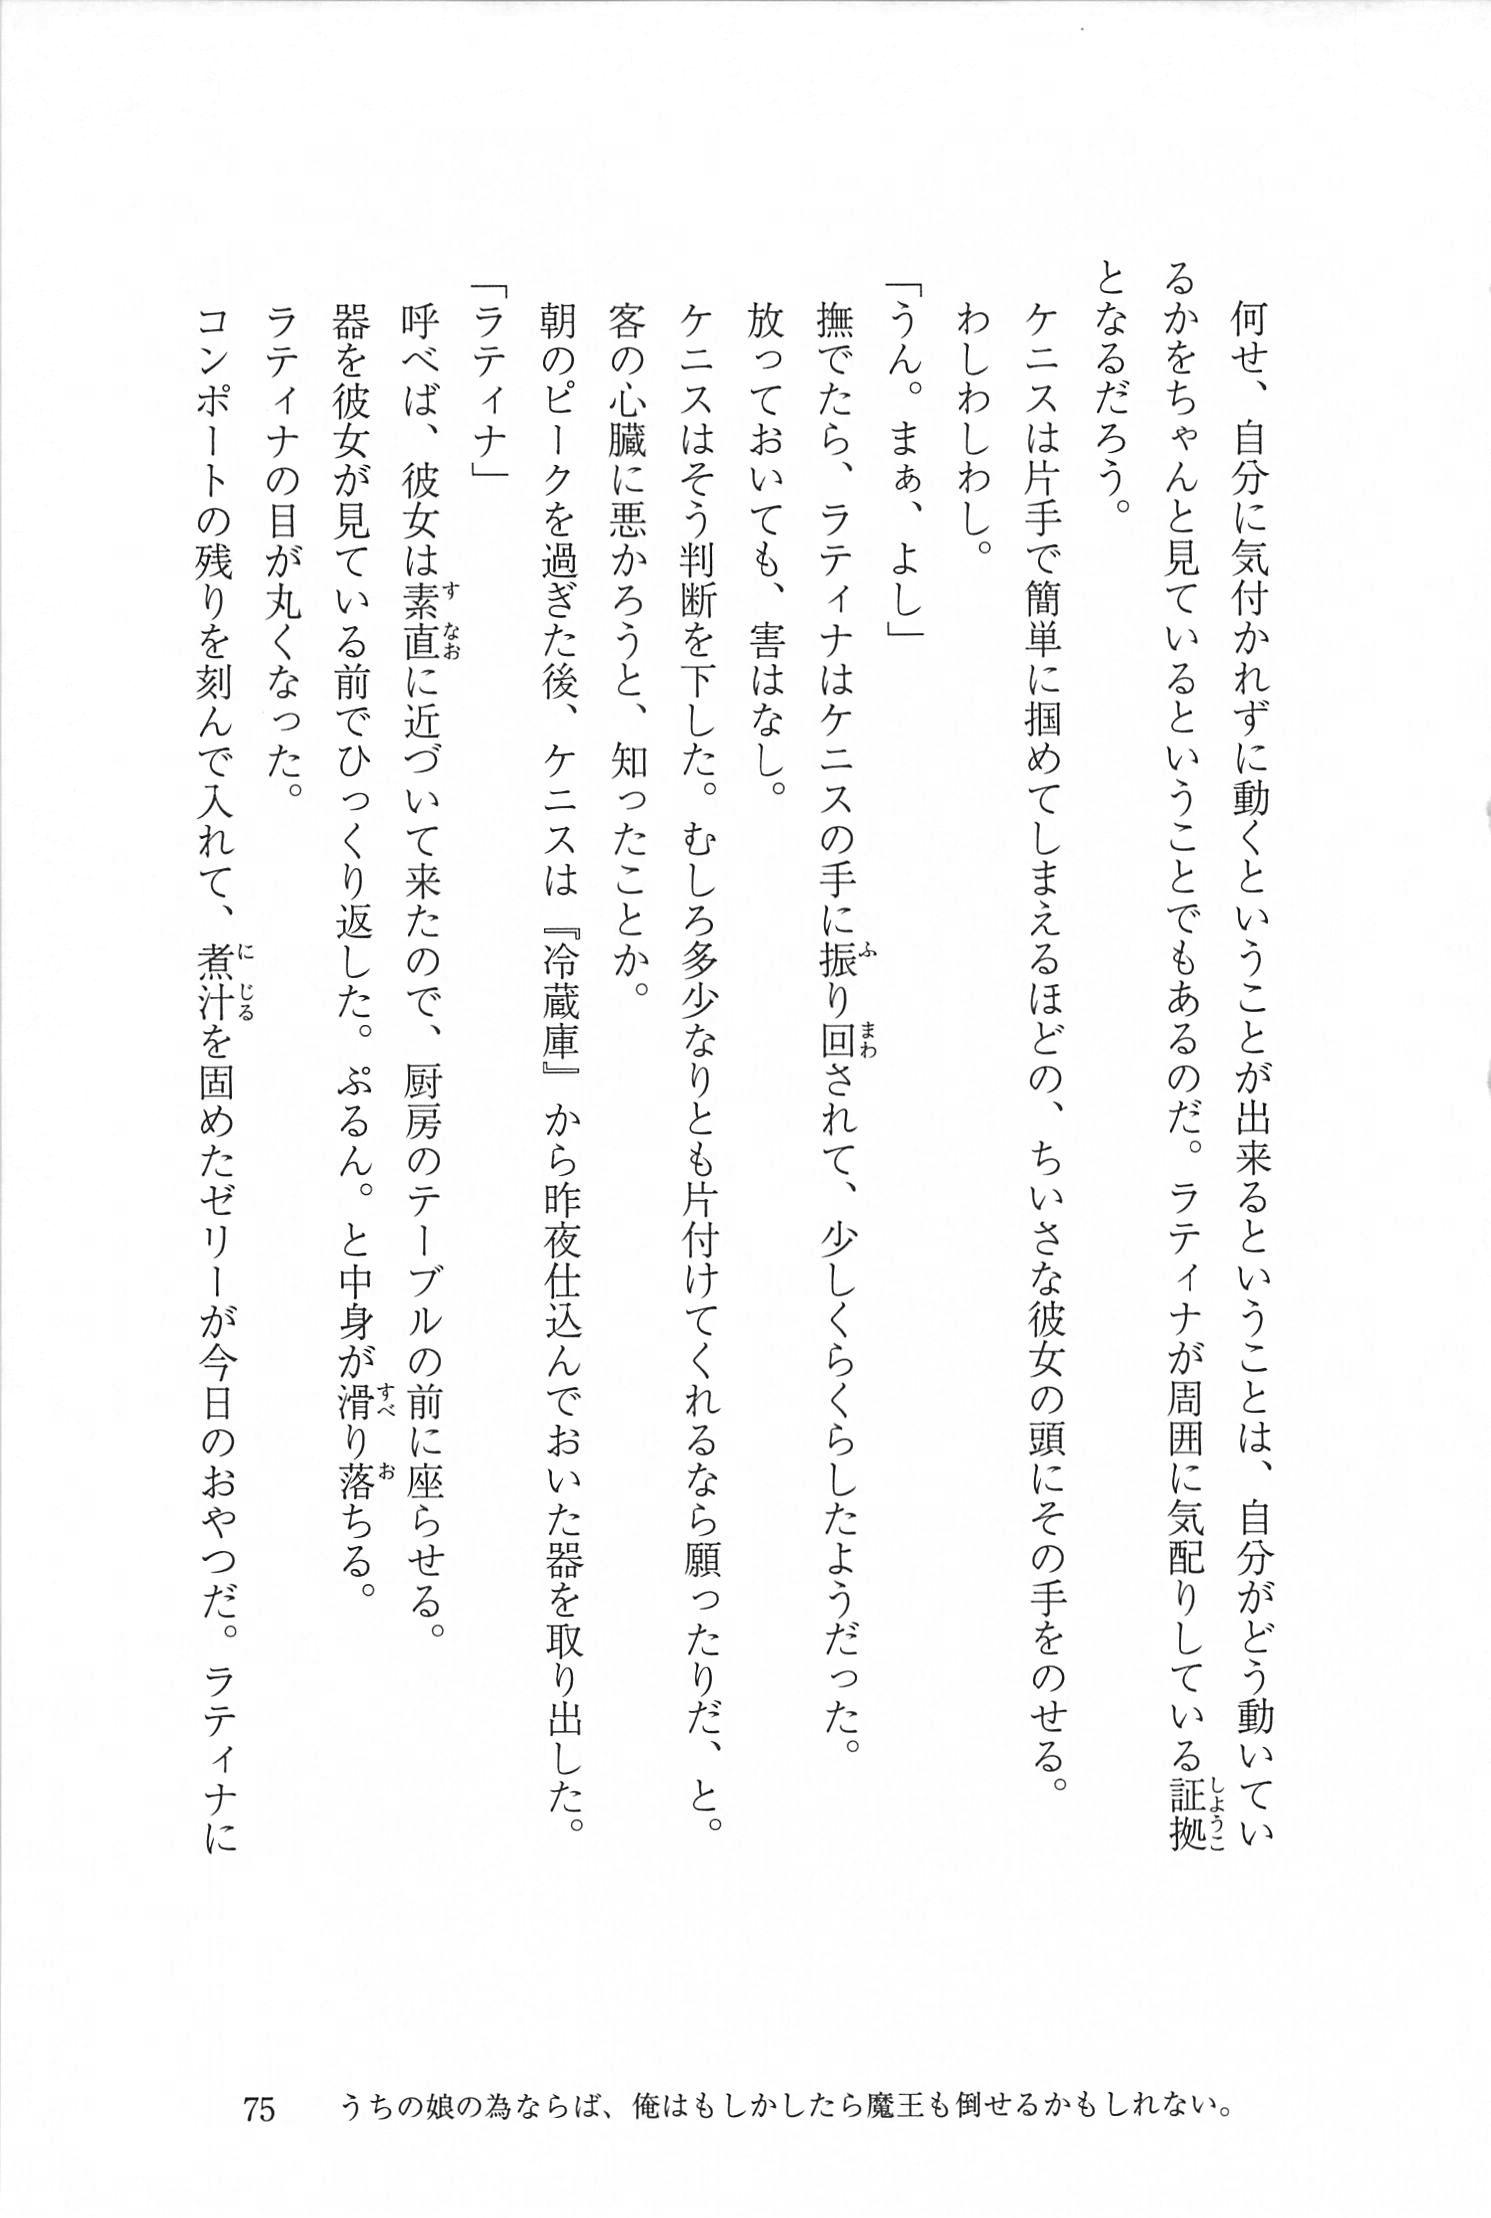 何せ、自分に気付かれずに動くということが出来るということは、自分がどう動いてい
るかをちゃんと見ているということでもあるのだ。ラティナが周囲に気配りしている証拠
となるだろう。
ケニスは片手で簡単に掴めてしまえるほどの、ちいさな彼女の頭にその手をのせる。
わしわしわし。
「うん。まぁ、よし」
撫でたら、ラティナはケニスの手に振り回されて、少しくらくらしたようだった。
放っておいても、害はなし。
ケニスはそう判断を下した。むしろ多少なりとも片付けてくれるなら願ったりだ、と。
客の心臓に悪かろうと、知ったことか。
朝のピークを過ぎた後、ケニスは『冷蔵庫』から昨夜仕込んでおいた器を取り出した。
「ラティナ」
呼べば、彼女は素直に近づいて来たので、厨房のテーブルの前に座らせる。
器を彼女が見ている前でひっくり返した。ぷるん。と中身が滑り落ちる。
ラティナの目が丸くなった。
コンポートの残りを刻んで入れて、煮汁を固めたゼリーが今日のおやつだ。ラティナに
75 うちの娘の為ならば、俺はもしかしたら魔王も倒せるかもしれない。